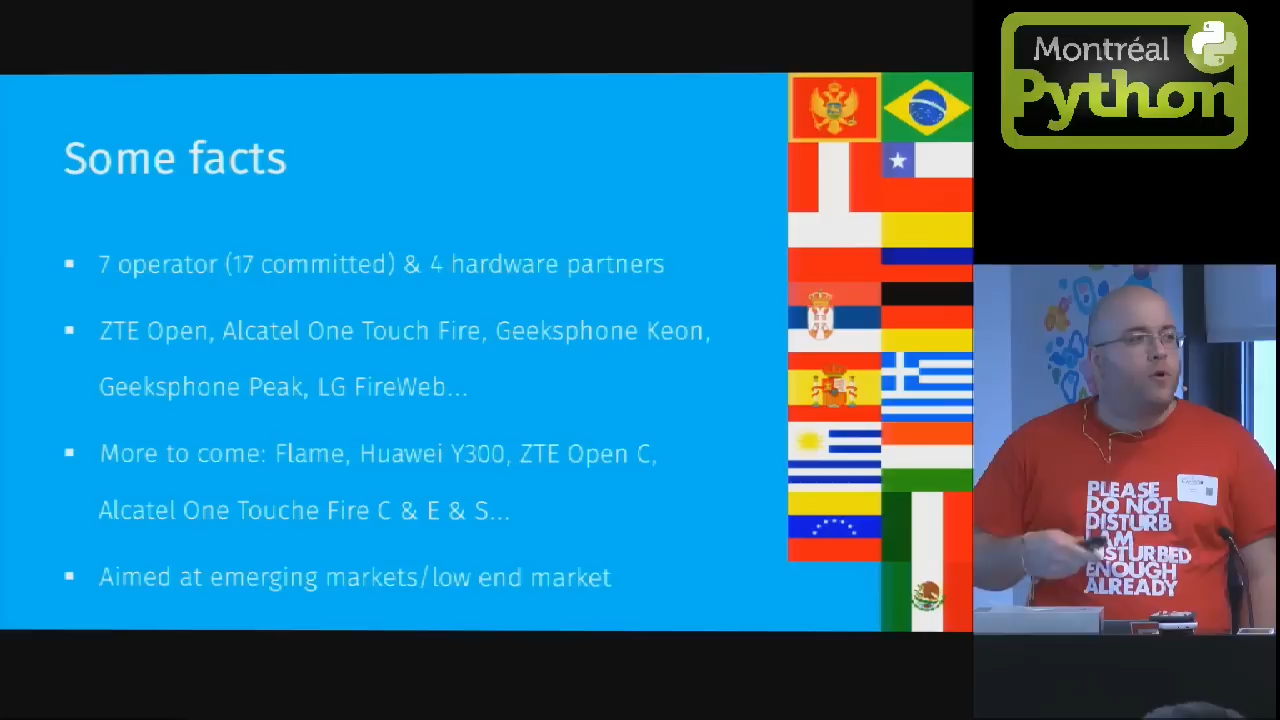 Some facts
7 operator (17 committed) & 4 hardware partners
ZTE Open, Alcatel One Touch Fire, Geeksphone Keon,
Geeksphone Peak, LG FireWeb...
More to come: Flame, Huawei Y300, ZTE Open C,
Alcatel One Touche Fire C & E & S...
Aimed at emerging markets/low end market
Montréal
Python
PLEASE
DO NOT
DISTURB
I AM
DISTURBED
ENOUGH
ALREADY